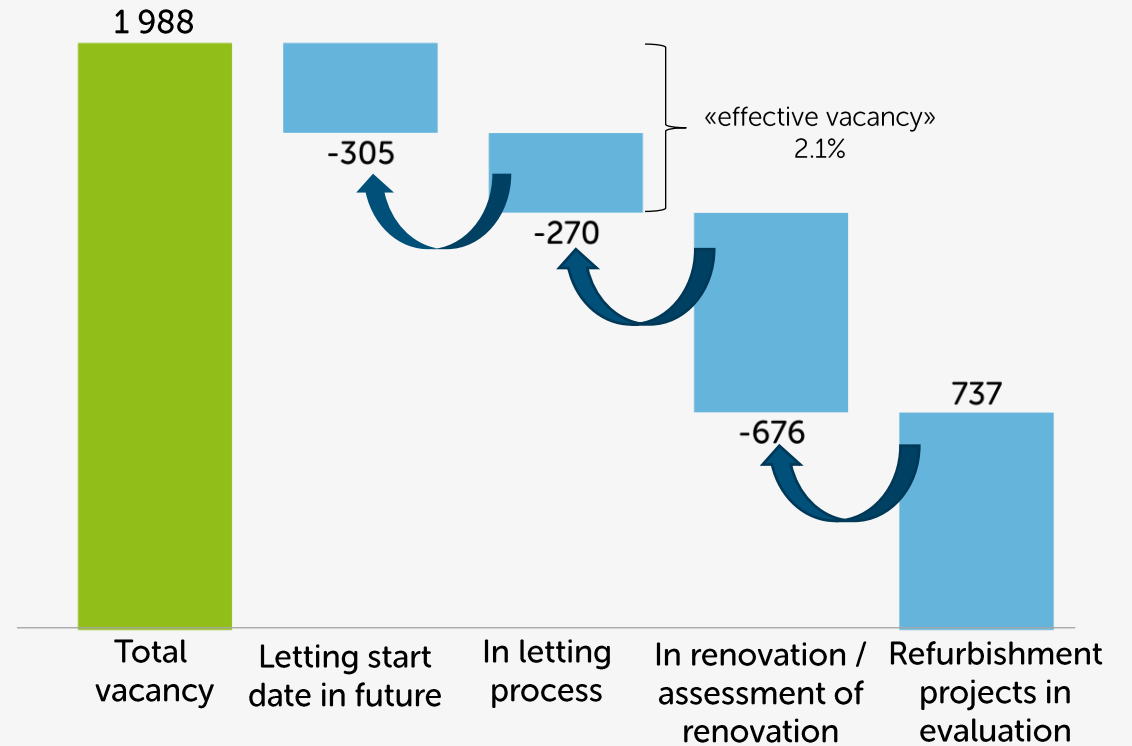 1 988
-305
-270
-676
737
«effective vacancy»
2.1%
Total
vacancy
Letting start
date in future
In letting
process
In renovation /
assessment of
renovation
Refurbishment
projects in
evaluation